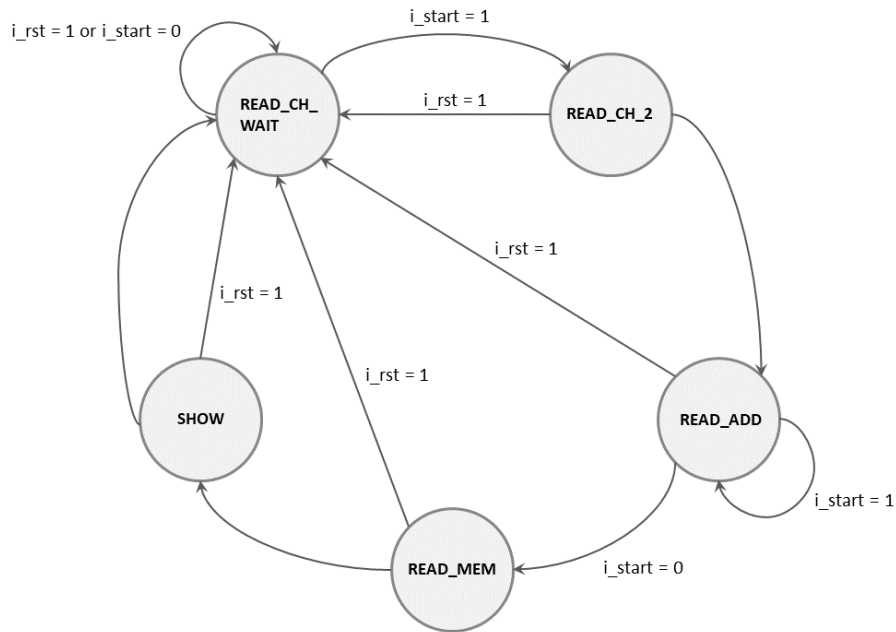 i_start = 1
i_rst = 1 or i_start = 0
READ_CH_
WAIT
i_rst = 1
READ_CH_2
i_rst = 1
i_rst = 1
i_rst = 1
SHOW
READ_ADD
i_start = 1
READ_MEM
i_start = 0